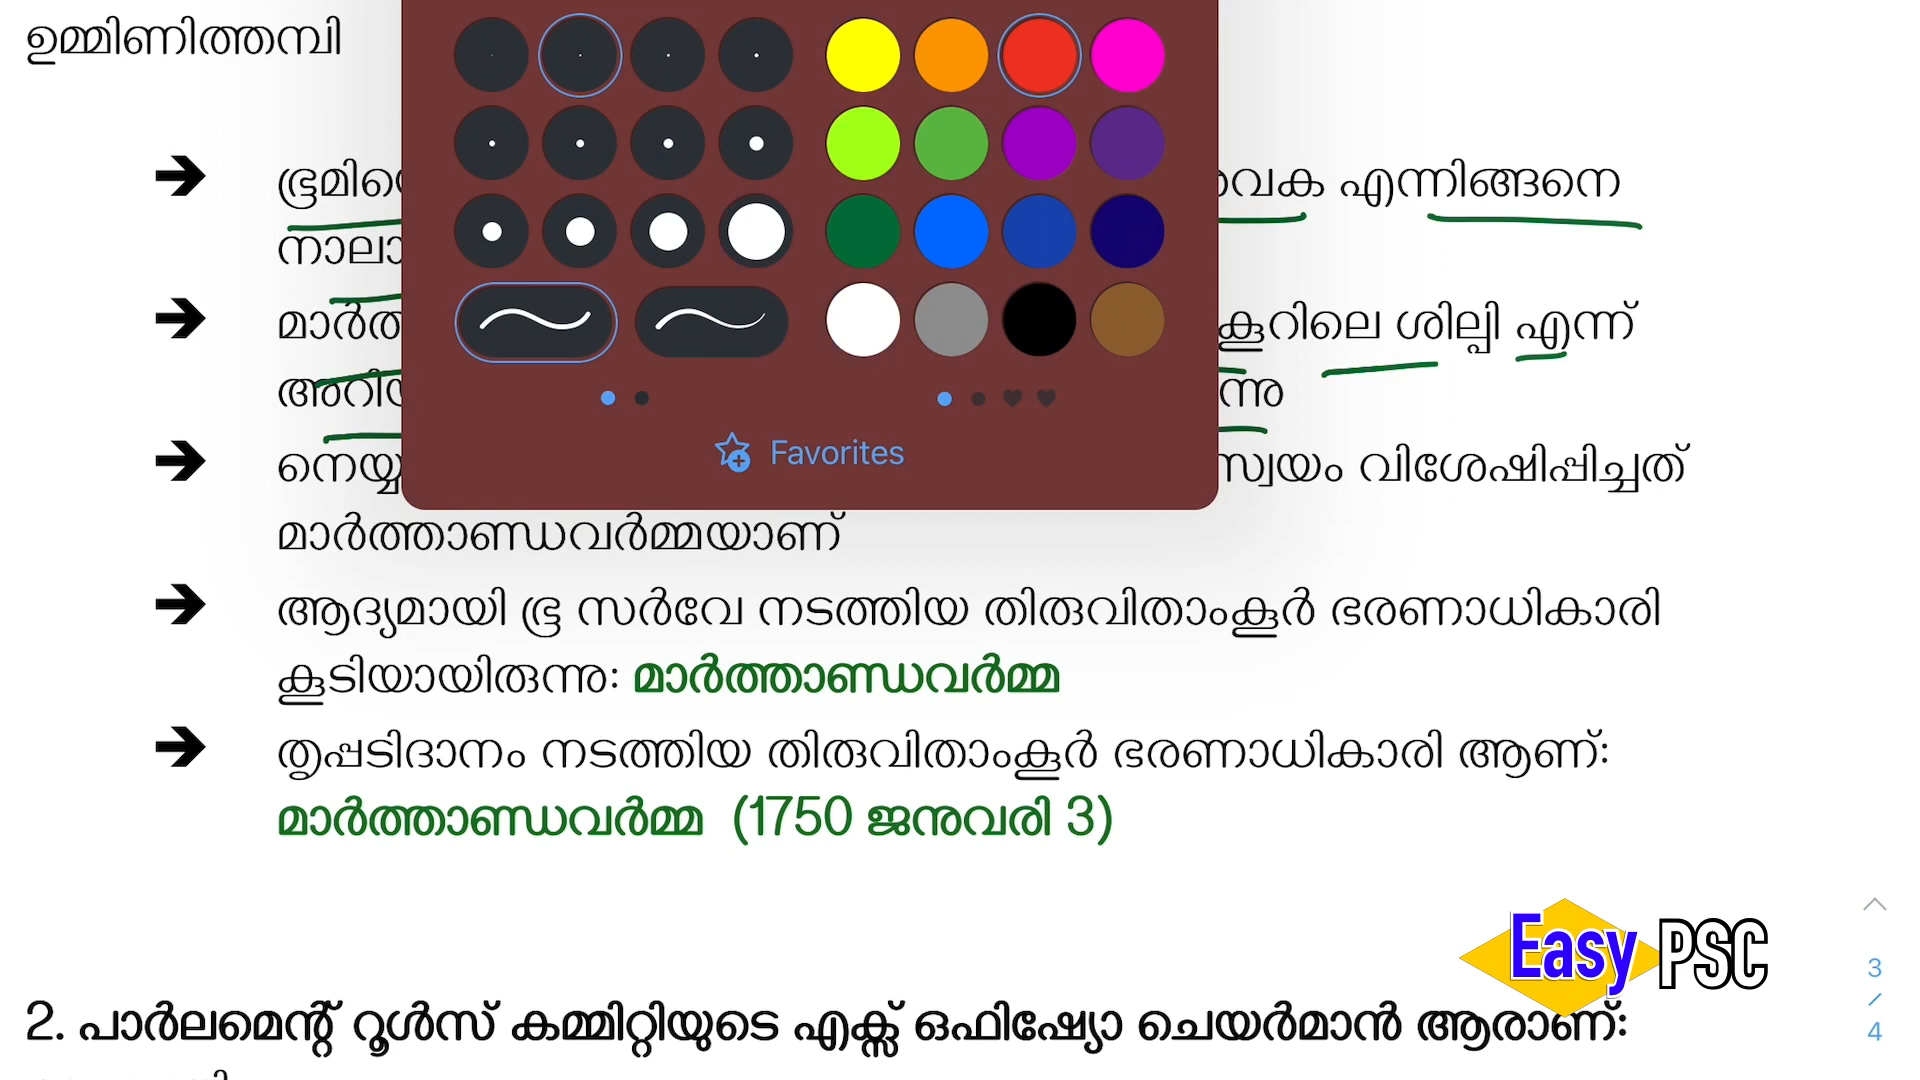 ഉമ്മിണിത്തമ്പി
എന്നിങ്ങനെ
ശില്പി എന്ന്
സ്വയം വിശേഷിപ്പിച്ചത്
Favorites
മാർത്താണ്ഡവർമ്മയാണ്
ആദ്യമായി ഭൂ സർവേ നടത്തിയ തിരുവിതാംകൂർ ഭരണാധികാരി
കൂടിയായിരുന്നു: മാർത്താണ്ഡവർമ്മ
തൃപ്പടിദാനം നടത്തിയ തിരുവിതാംകൂർ ഭരണാധികാരി ആണ്:
മാർത്താണ്ഡവർമ്മ (1750 ജനുവരി 3)
Easy PSC
3 / 4
2. പാർലമെന്റ് റൂൾസ് കമ്മിറ്റിയുടെ എക്സ് ഒഫിഷ്യോ ചെയർമാൻ ആരാണ്: